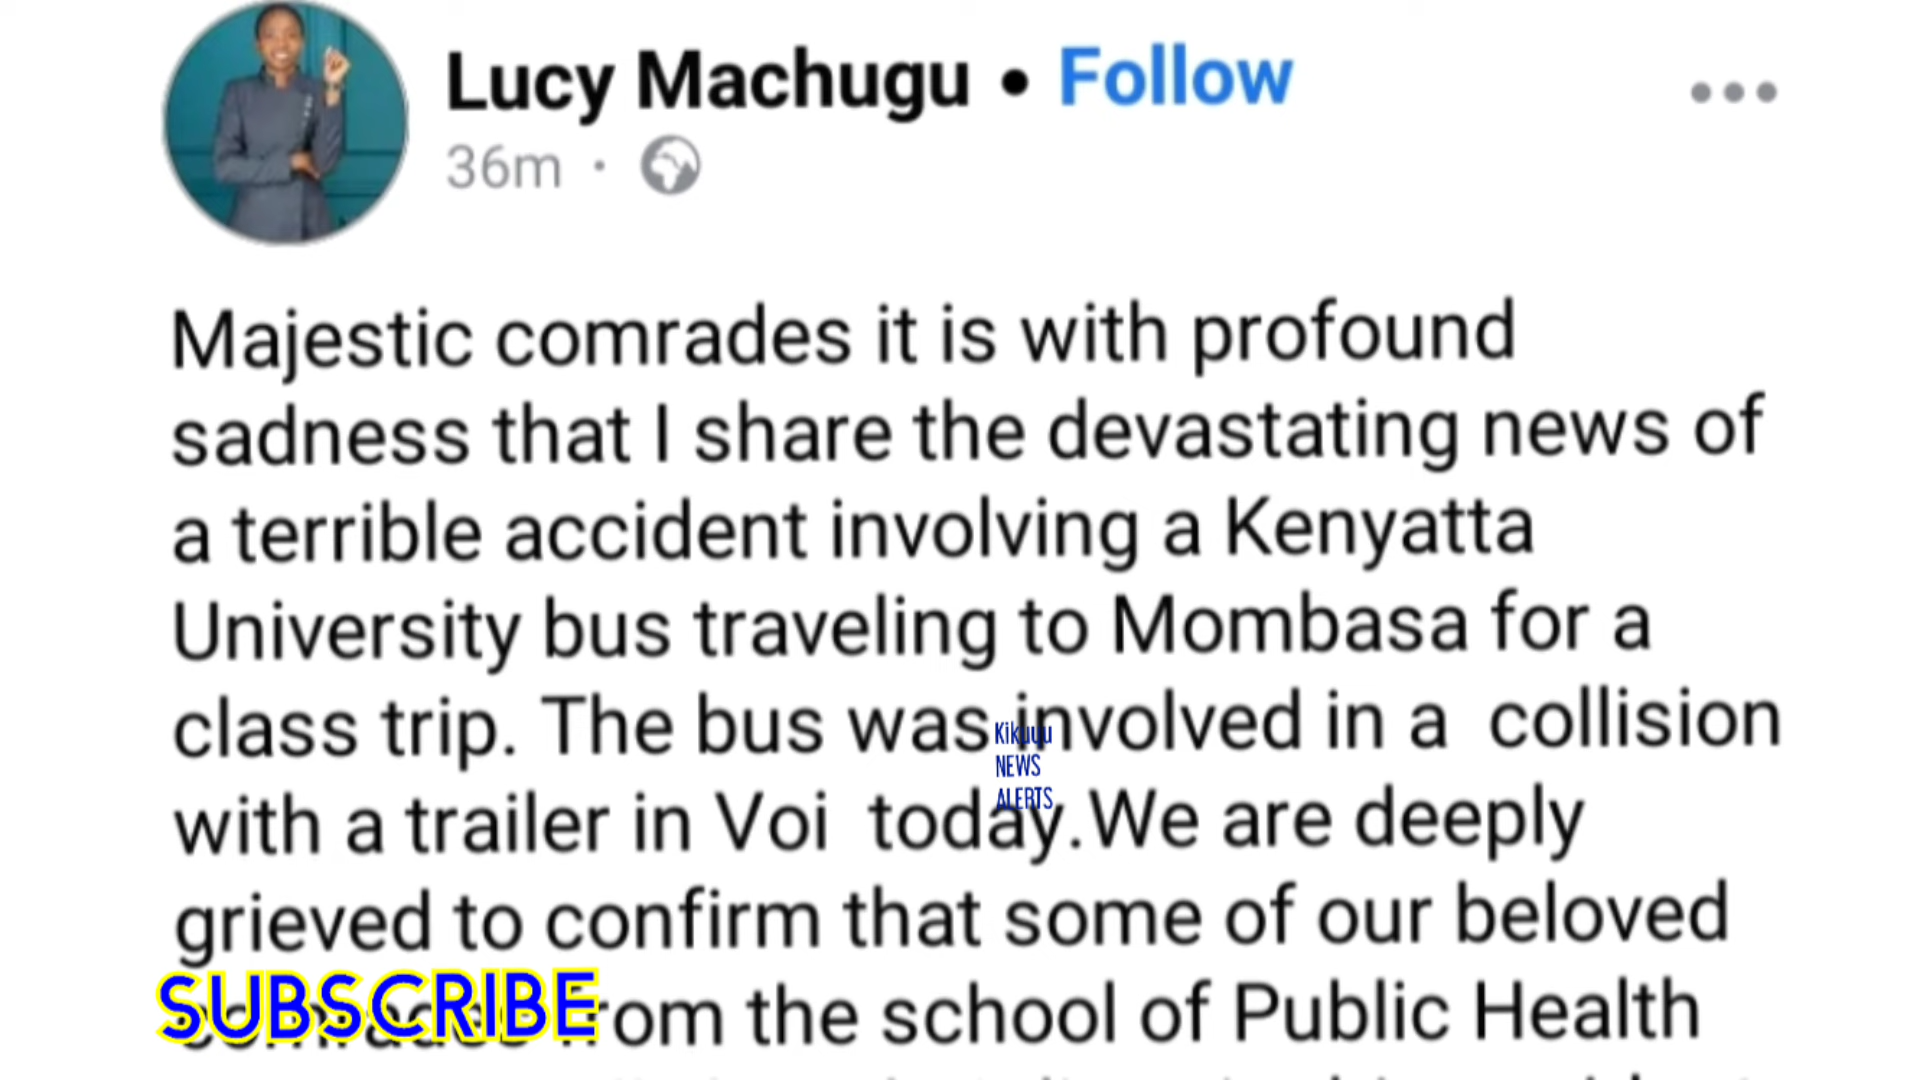 Lucy Machugu • Follow
36m ·
Majestic comrades it is with profound
sadness that I share the devastating news of
a terrible accident involving a Kenyatta
University bus traveling to Mombasa for a
class trip. The bus was involved in a collision
with a trailer in Voi today.We are deeply
grieved to confirm that some of our beloved
comrades from the school of Public Health
Kikuyu
NEWS
ALERTS
SUBSCRIBE